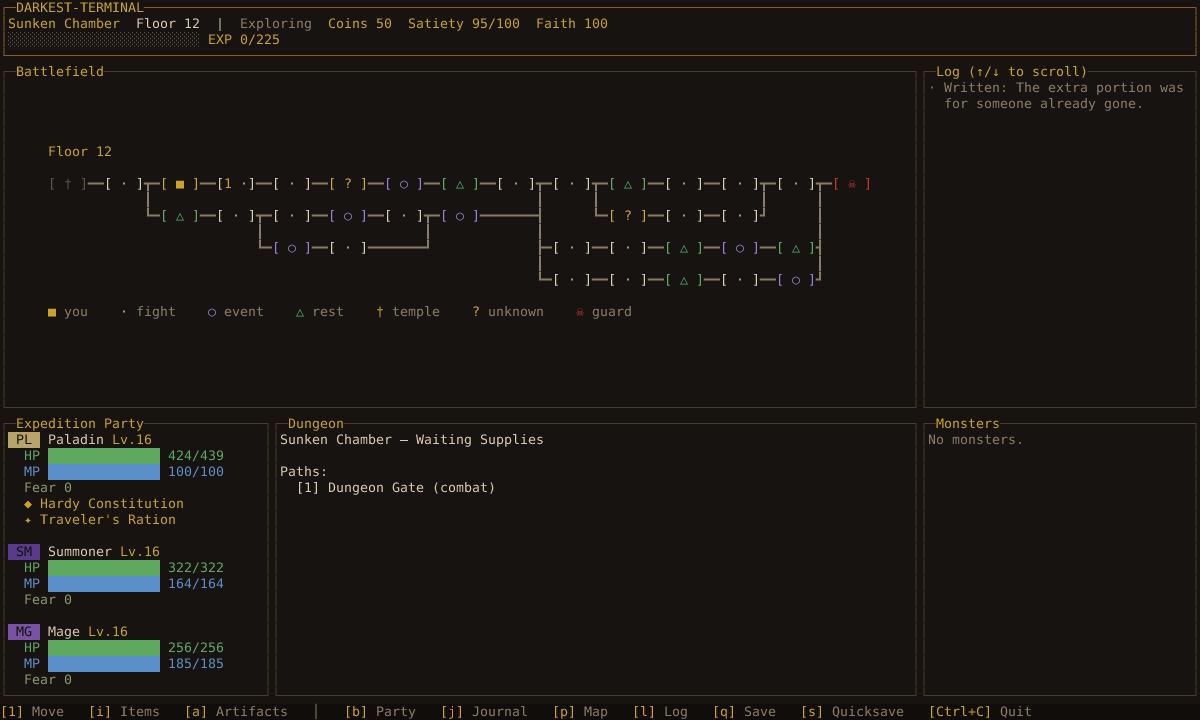 DARKEST-TERMINAL
Sunken Chamber  Floor 12  |  Exploring  Coins 50  Satiety 95/100  Faith 100
EXP 0/225
Battlefield
Floor 12
[ † ]──[ · ]┬─[ ■ ]──[1 ·]──[ · ]──[ ? ]──[ ○ ]──[ △ ]──[ · ]┬─[ · ]┬─[ △ ]──[ · ]──[ · ]┬─[ · ]┬─[ ☠ ]
└─[ △ ]──[ · ]┬─[ · ]──[ ○ ]──[ · ]┬─[ ○ ]───────┤ └─[ ? ]──[ · ]──[ · ]┘
└─[ ○ ]──[ · ]───────┘ ├─[ · ]──[ · ]──[ △ ]──[ ○ ]──[ △ ]┤
└─[ · ]──[ · ]──[ △ ]──[ · ]──[ ○ ]┘
■ you   · fight   ○ event   △ rest   † temple   ? unknown   ☠ guard
Log (↑/↓ to scroll)
· Written: The extra portion was
for someone already gone.
Expedition Party
PL Paladin Lv.16
HP 424/439
MP 100/100
Fear 0
◆ Hardy Constitution
✦ Traveler's Ration
SM Summoner Lv.16
HP 322/322
MP 164/164
Fear 0
MG Mage Lv.16
HP 256/256
MP 185/185
Fear 0
Dungeon
Sunken Chamber — Waiting Supplies
Paths:
[1] Dungeon Gate (combat)
Monsters
No monsters.
[1] Move   [i] Items   [a] Artifacts   │   [b] Party   [j] Journal   [p] Map   [l] Log   [q] Save   [s] Quicksave   [Ctrl+C] Quit